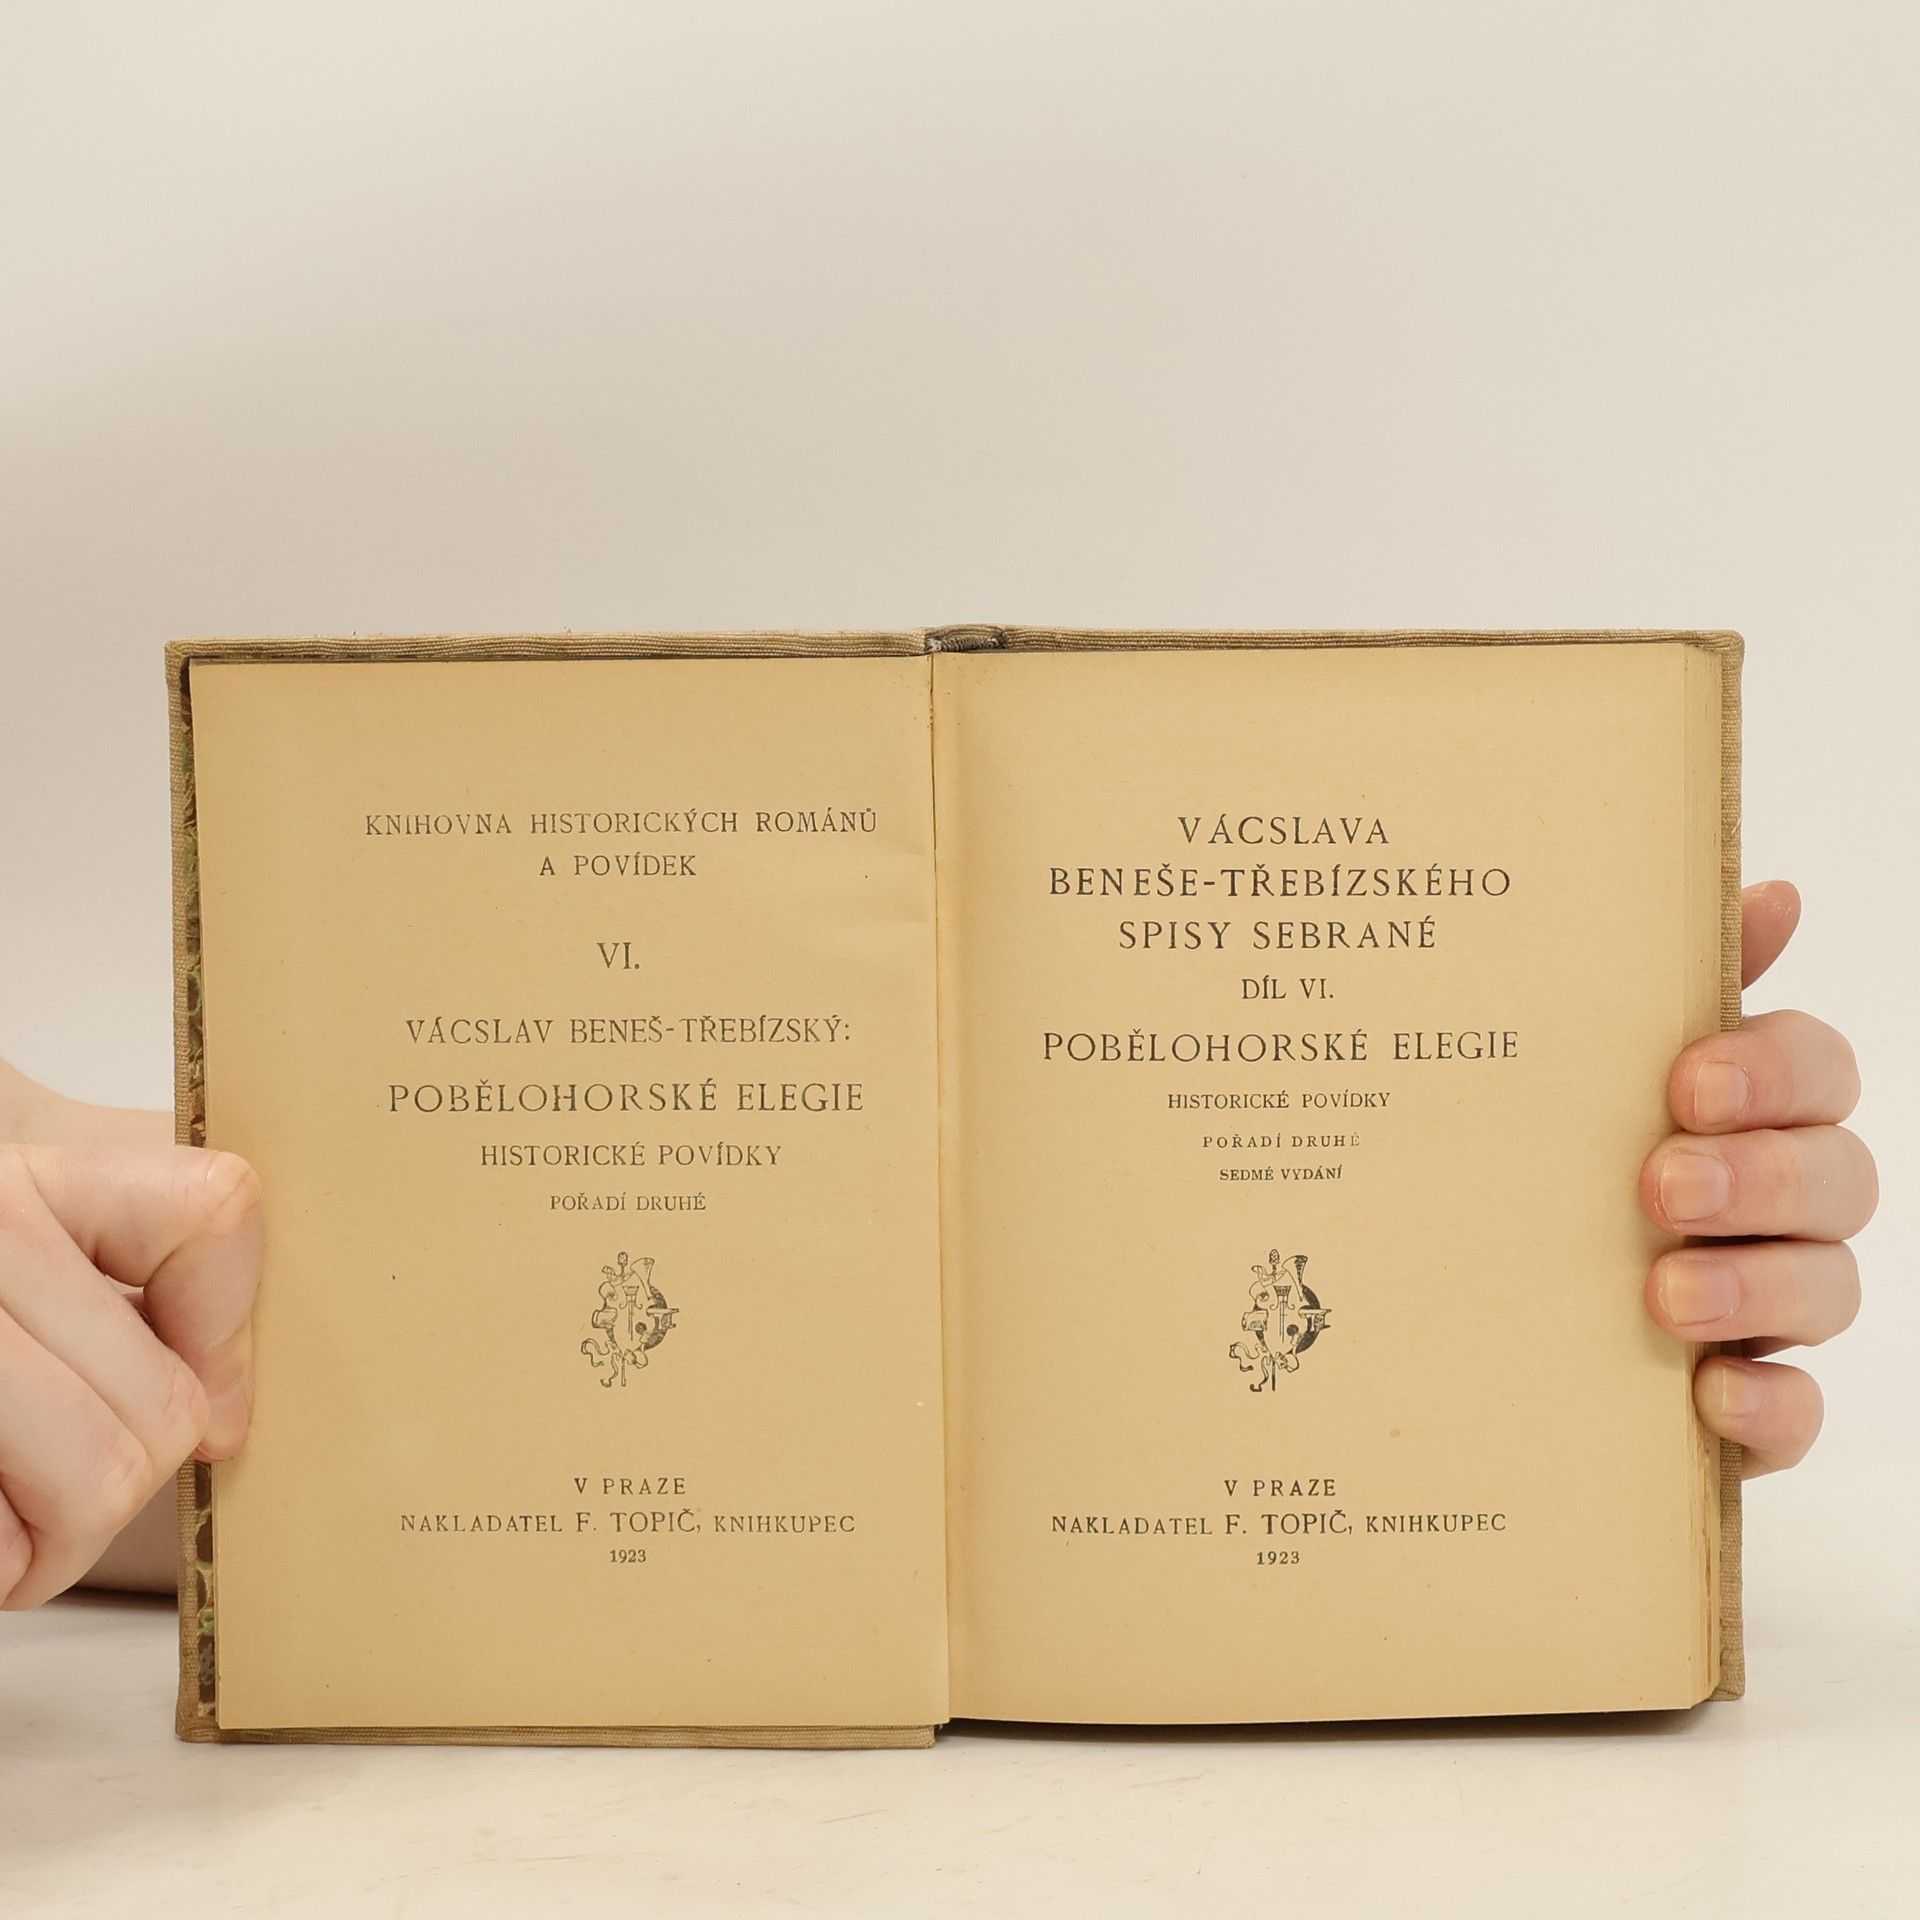 KNIHOVNA HISTORICKÝCH ROMÁNŮ
A POVÍDEK
VI.
VÁCSLAV BENEŠ-TŘEBÍZSKÝ:
POBĚLOHORSKÉ ELEGIE
HISTORICKÉ POVÍDKY
POŘADÍ DRUHÉ
V PRAZE
NAKLADATEL F. TOPIČ, KNIHKUPEC
1923
VÁCSLAVA
BENEŠE-TŘEBÍZSKÉHO
SPISY SEBRANÉ
DÍL VI.
POBĚLOHORSKÉ ELEGIE
HISTORICKÉ POVÍDKY
POŘADÍ DRUHÉ
SEDMÉ VYDÁNÍ
V PRAZE
NAKLADATEL F. TOPIČ, KNIHKUPEC
1923